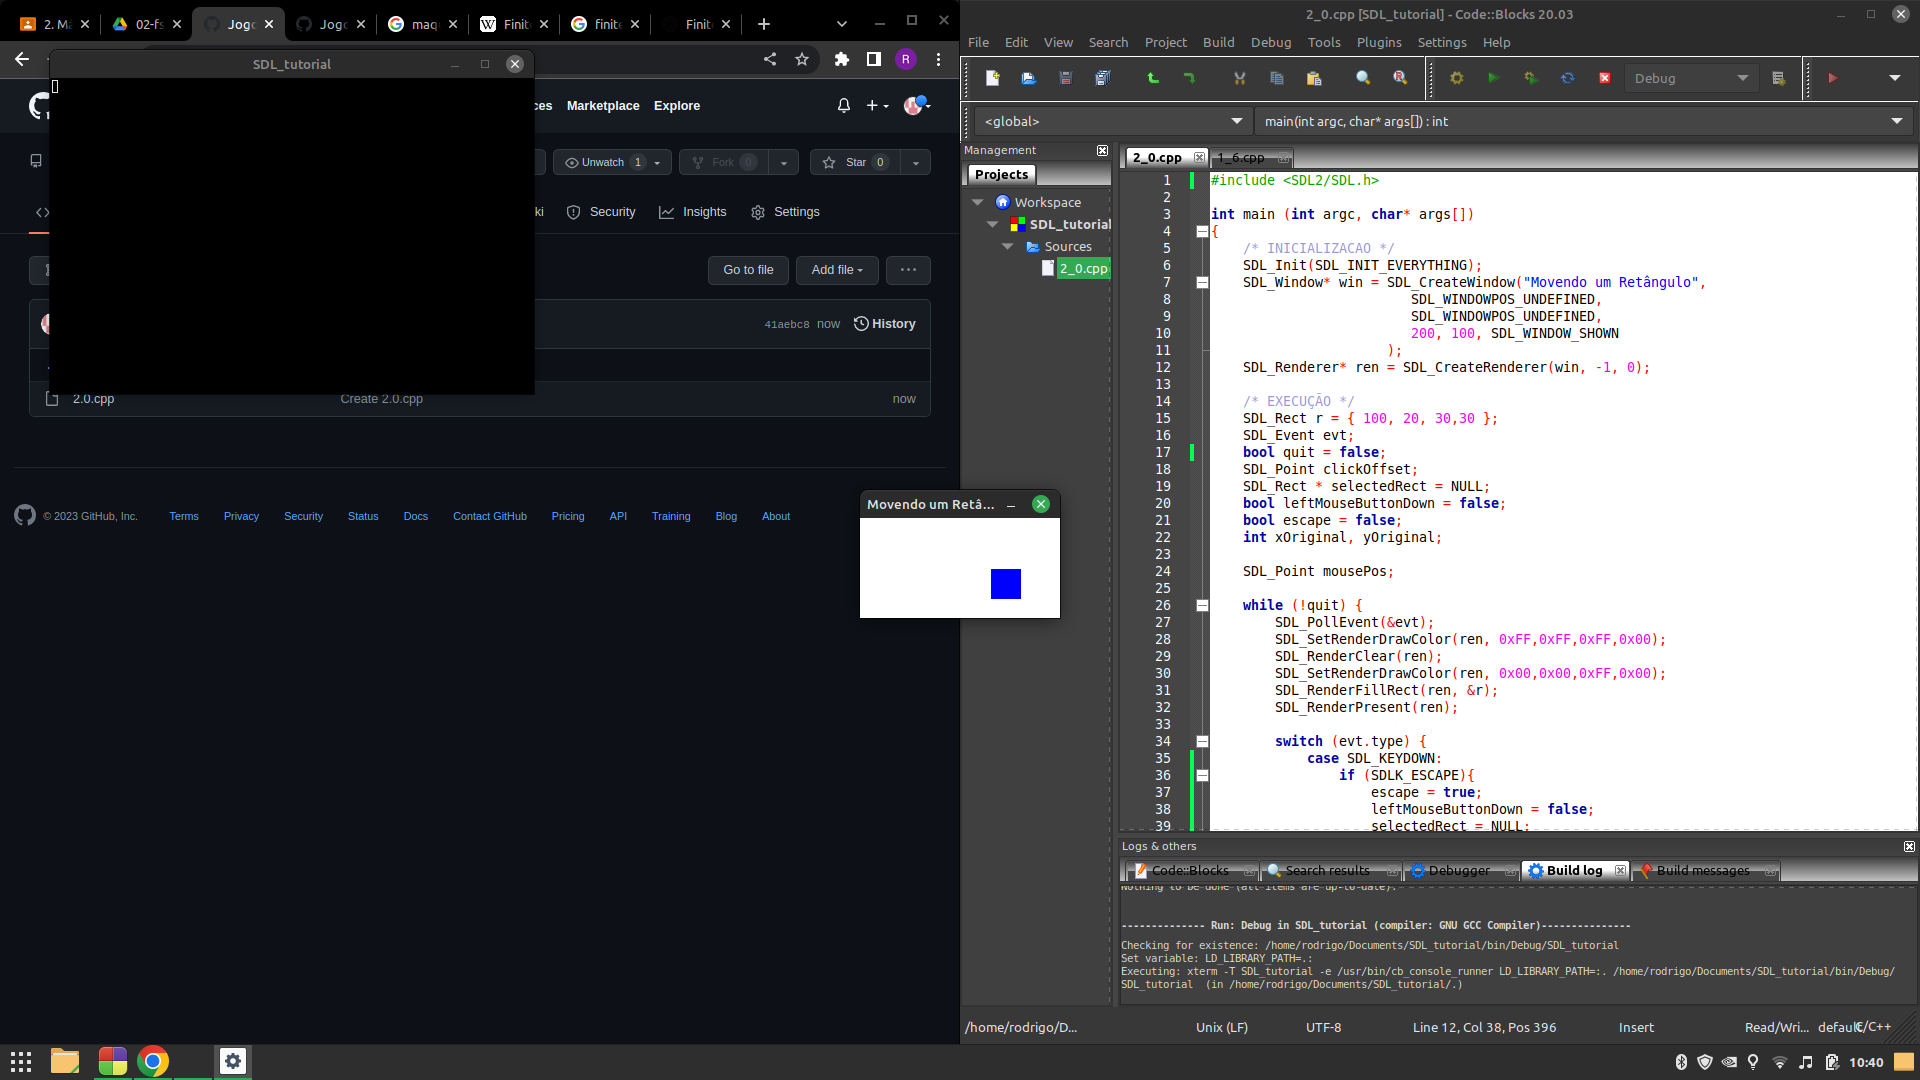 2. Ma
02-fs
Jogo
Jogo
maqu
Finite
finite
Finite
R
SDL_tutorial
ces Marketplace Explore
Unwatch 1
Fork 0
Star 0
ki Security Insights Settings
Go to file
Add file
41aebc8 now History
2.0.cpp Create 2.0.cpp now
© 2023 GitHub, Inc. Terms Privacy Security Status Docs Contact GitHub Pricing API Training Blog About
Movendo um Retâ...
2_0.cpp [SDL_tutorial] - Code::Blocks 20.03
File Edit View Search Project Build Debug Tools Plugins Settings Help
Debug
<global>
main(int argc, char* args[]) : int
Management
Projects
Workspace
SDL_tutorial
Sources
2_0.cpp
2_0.cpp 1_6.cpp
1 #include <SDL2/SDL.h>
2
3 int main (int argc, char* args[])
4 {
5 /* INICIALIZACAO */
6 SDL_Init(SDL_INIT_EVERYTHING);
7 SDL_Window* win = SDL_CreateWindow("Movendo um Retângulo",
8 SDL_WINDOWPOS_UNDEFINED,
9 SDL_WINDOWPOS_UNDEFINED,
10 200, 100, SDL_WINDOW_SHOWN
11 );
12 SDL_Renderer* ren = SDL_CreateRenderer(win, -1, 0);
13
14 /* EXECUÇÃO */
15 SDL_Rect r = { 100, 20, 30,30 };
16 SDL_Event evt;
17 bool quit = false;
18 SDL_Point clickOffset;
19 SDL_Rect * selectedRect = NULL;
20 bool leftMouseButtonDown = false;
21 bool escape = false;
22 int xOriginal, yOriginal;
23
24 SDL_Point mousePos;
25
26 while (!quit) {
27 SDL_PollEvent(&evt);
28 SDL_SetRenderDrawColor(ren, 0xFF,0xFF,0xFF,0x00);
29 SDL_RenderClear(ren);
30 SDL_SetRenderDrawColor(ren, 0x00,0x00,0xFF,0x00);
31 SDL_RenderFillRect(ren, &r);
32 SDL_RenderPresent(ren);
33
34 switch (evt.type) {
35 case SDL_KEYDOWN:
36 if (SDLK_ESCAPE){
37 escape = true;
38 leftMouseButtonDown = false;
39 selectedRect = NULL;
Logs & others
Code::Blocks Search results Debugger Build log Build messages
Nothing to be done (all items are up-to-date).
-------------- Run: Debug in SDL_tutorial (compiler: GNU GCC Compiler)---------------
Checking for existence: /home/rodrigo/Documents/SDL_tutorial/bin/Debug/SDL_tutorial
Set variable: LD_LIBRARY_PATH=.:
Executing: xterm -T SDL_tutorial -e /usr/bin/cb_console_runner LD_LIBRARY_PATH=:. /home/rodrigo/Documents/SDL_tutorial/bin/Debug/
SDL_tutorial (in /home/rodrigo/Documents/SDL_tutorial/.)
/home/rodrigo/D... Unix (LF) UTF-8 Line 12, Col 38, Pos 396 Insert Read/Wri... default C/C++
10:40